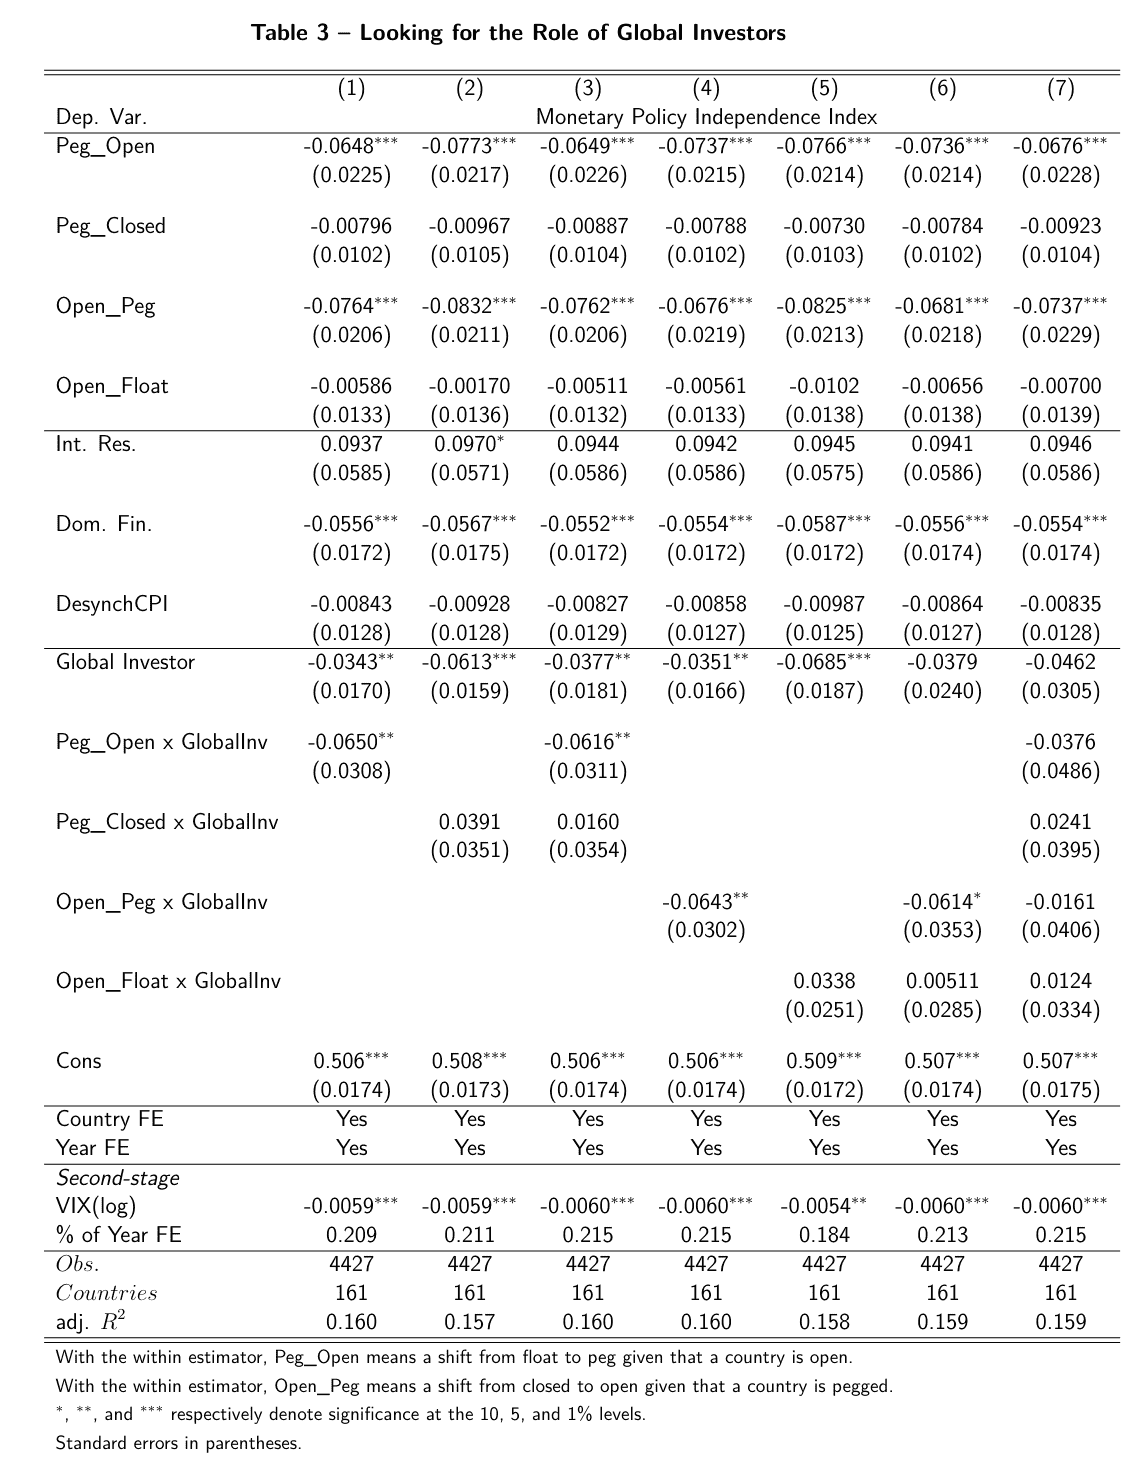 Table 3 – Looking for the Role of Global Investors
(1) (2) (3) (4) (5) (6) (7)
Dep. Var. Monetary Policy Independence Index
Peg_Open -0.0648*** -0.0773*** -0.0649*** -0.0737*** -0.0766*** -0.0736*** -0.0676***
(0.0225) (0.0217) (0.0226) (0.0215) (0.0214) (0.0214) (0.0228)
Peg_Closed -0.00796 -0.00967 -0.00887 -0.00788 -0.00730 -0.00784 -0.00923
(0.0102) (0.0105) (0.0104) (0.0102) (0.0103) (0.0102) (0.0104)
Open_Peg -0.0764*** -0.0832*** -0.0762*** -0.0676*** -0.0825*** -0.0681*** -0.0737***
(0.0206) (0.0211) (0.0206) (0.0219) (0.0213) (0.0218) (0.0229)
Open_Float -0.00586 -0.00170 -0.00511 -0.00561 -0.0102 -0.00656 -0.00700
(0.0133) (0.0136) (0.0132) (0.0133) (0.0138) (0.0138) (0.0139)
Int. Res. 0.0937 0.0970* 0.0944 0.0942 0.0945 0.0941 0.0946
(0.0585) (0.0571) (0.0586) (0.0586) (0.0575) (0.0586) (0.0586)
Dom. Fin. -0.0556*** -0.0567*** -0.0552*** -0.0554*** -0.0587*** -0.0556*** -0.0554***
(0.0172) (0.0175) (0.0172) (0.0172) (0.0172) (0.0174) (0.0174)
DesynchCPI -0.00843 -0.00928 -0.00827 -0.00858 -0.00987 -0.00864 -0.00835
(0.0128) (0.0128) (0.0129) (0.0127) (0.0125) (0.0127) (0.0128)
Global Investor -0.0343** -0.0613*** -0.0377** -0.0351** -0.0685*** -0.0379 -0.0462
(0.0170) (0.0159) (0.0181) (0.0166) (0.0187) (0.0240) (0.0305)
Peg_Open x GlobalInv -0.0650** -0.0616** -0.0376
(0.0308) (0.0311) (0.0486)
Peg_Closed x GlobalInv 0.0391 0.0160 0.0241
(0.0351) (0.0354) (0.0395)
Open_Peg x GlobalInv -0.0643** -0.0614* -0.0161
(0.0302) (0.0353) (0.0406)
Open_Float x GlobalInv 0.0338 0.00511 0.0124
(0.0251) (0.0285) (0.0334)
Cons 0.506*** 0.508*** 0.506*** 0.506*** 0.509*** 0.507*** 0.507***
(0.0174) (0.0173) (0.0174) (0.0174) (0.0172) (0.0174) (0.0175)
Country FE Yes Yes Yes Yes Yes Yes Yes
Year FE Yes Yes Yes Yes Yes Yes Yes
Second-stage
VIX(log) -0.0059*** -0.0059*** -0.0060*** -0.0060*** -0.0054** -0.0060*** -0.0060***
% of Year FE 0.209 0.211 0.215 0.215 0.184 0.213 0.215
Obs. 4427 4427 4427 4427 4427 4427 4427
Countries 161 161 161 161 161 161 161
adj. R² 0.160 0.157 0.160 0.160 0.158 0.159 0.159
With the within estimator, Peg_Open means a shift from float to peg given that a country is open.
With the within estimator, Open_Peg means a shift from closed to open given that a country is pegged.
*, **, and *** respectively denote significance at the 10, 5, and 1% levels.
Standard errors in parentheses.